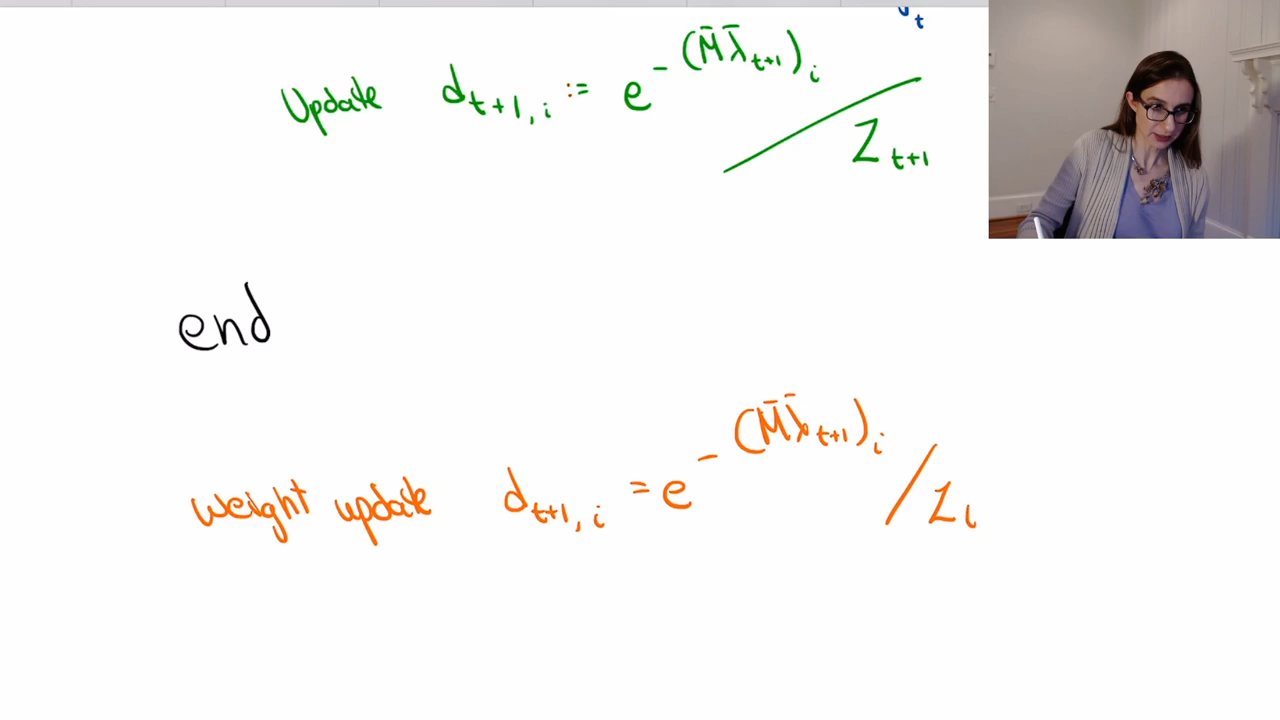 Update d_{t+1,i} := e^{-(M̄λ̄_{t+1})_i} / Z_{t+1}
end
weight update d_{t+1,i} = e^{-(M̄λ̄_{t+1})_i} / Z